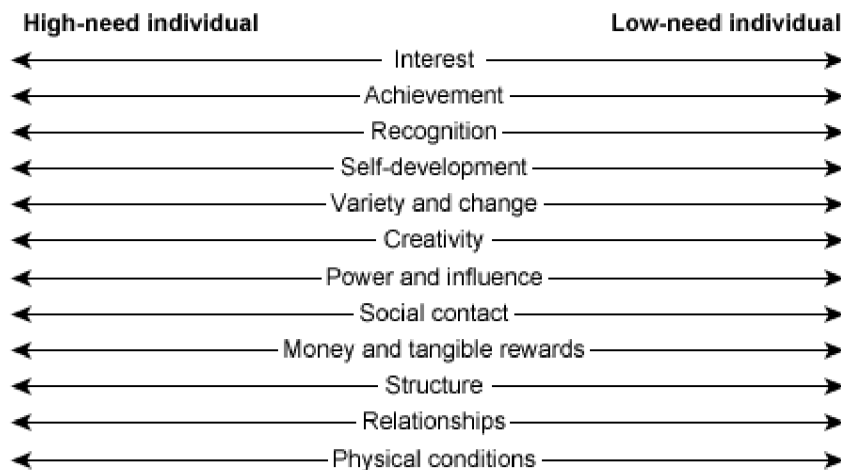 High-need individual Low-need individual
Interest
Achievement
Recognition
Self-development
Variety and change
Creativity
Power and influence
Social contact
Money and tangible rewards
Structure
Relationships
Physical conditions